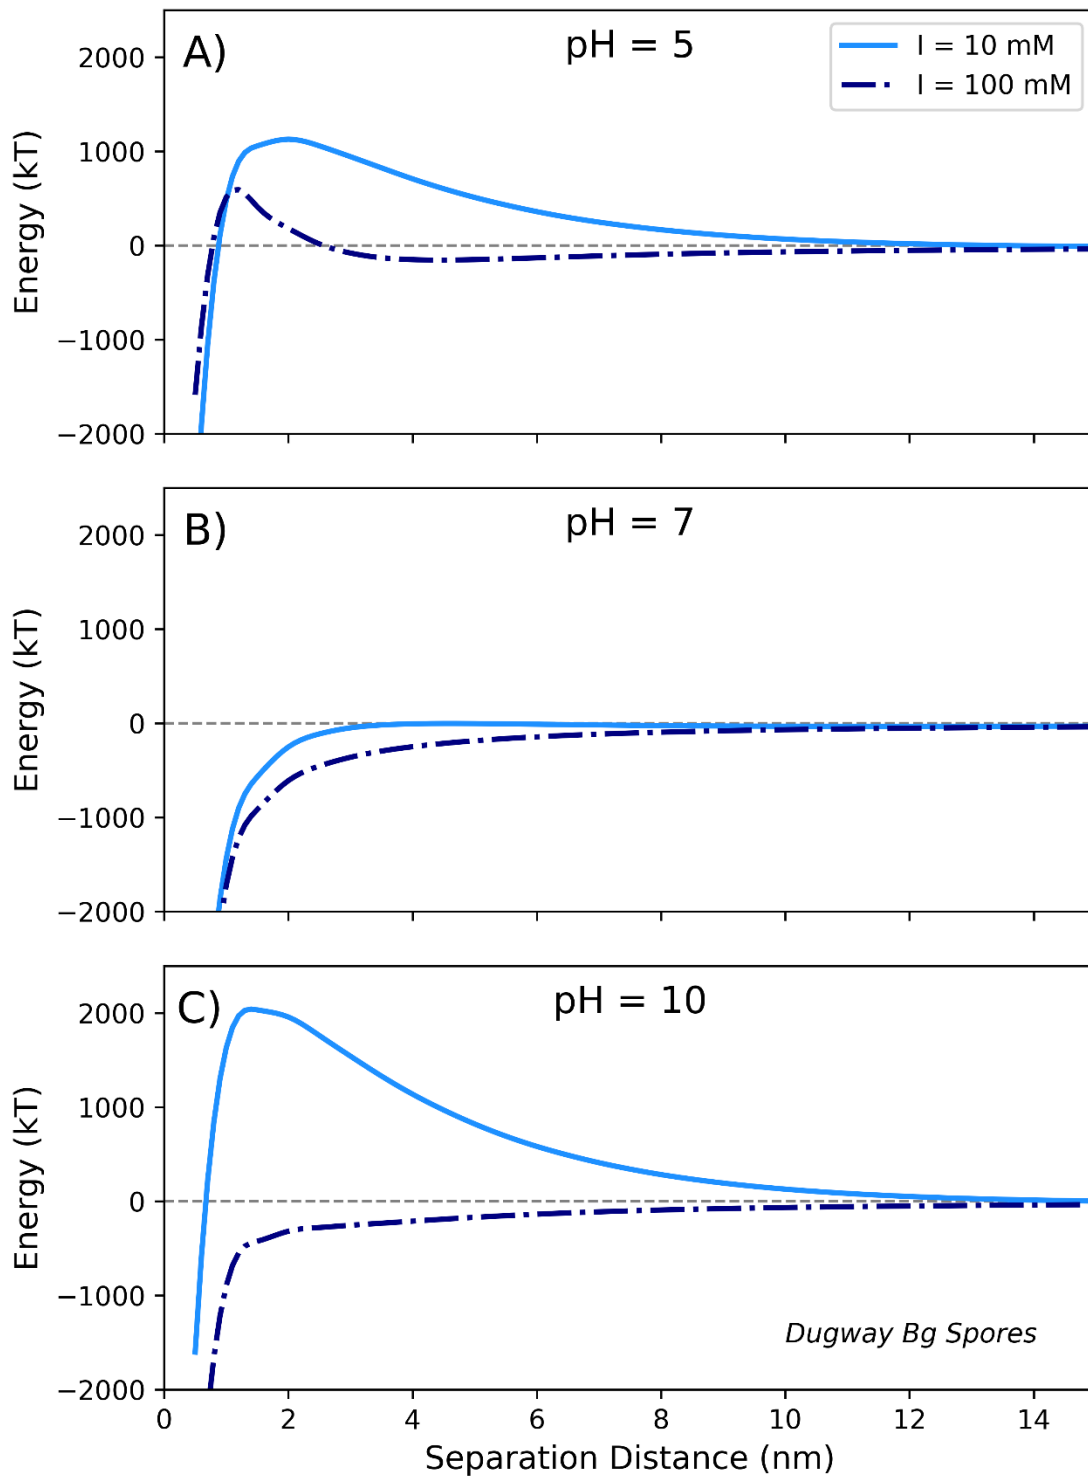 A)
pH = 5
I = 10 mM
I = 100 mM
Energy (kT)
2000
1000
0
−1000
−2000
B)
pH = 7
Energy (kT)
2000
1000
0
−1000
−2000
C)
pH = 10
Energy (kT)
2000
1000
0
−1000
−2000
Dugway Bg Spores
0 2 4 6 8 10 12 14
Separation Distance (nm)